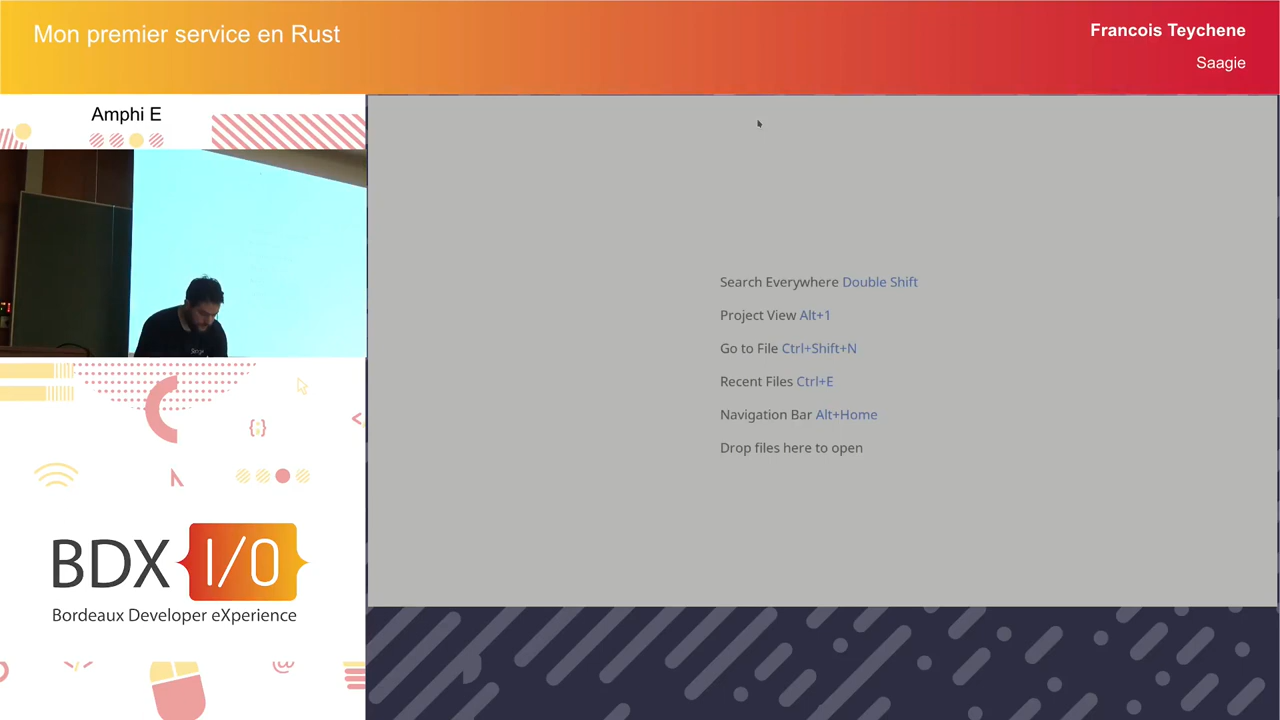 Mon premier service en Rust
Francois Teychene
Saagie
Amphi E
Search Everywhere Double Shift
Project View Alt+1
Go to File Ctrl+Shift+N
Recent Files Ctrl+E
Navigation Bar Alt+Home
Drop files here to open
BDX {I/O}
Bordeaux Developer eXperience